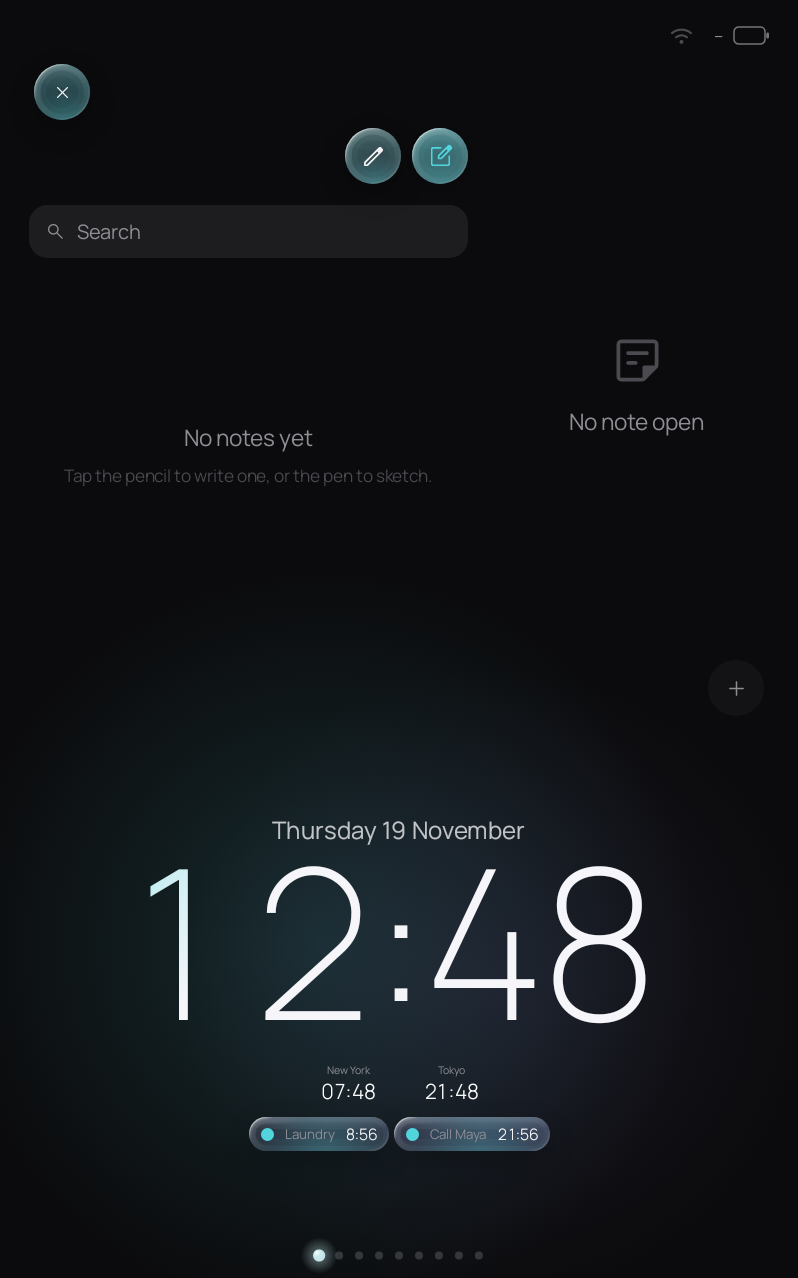 Search
No note open
No notes yet
Tap the pencil to write one, or the pen to sketch.
Thursday 19 November
12:48
New York Tokyo
07:48 21:48
Laundry 8:56 Call Maya 21:56